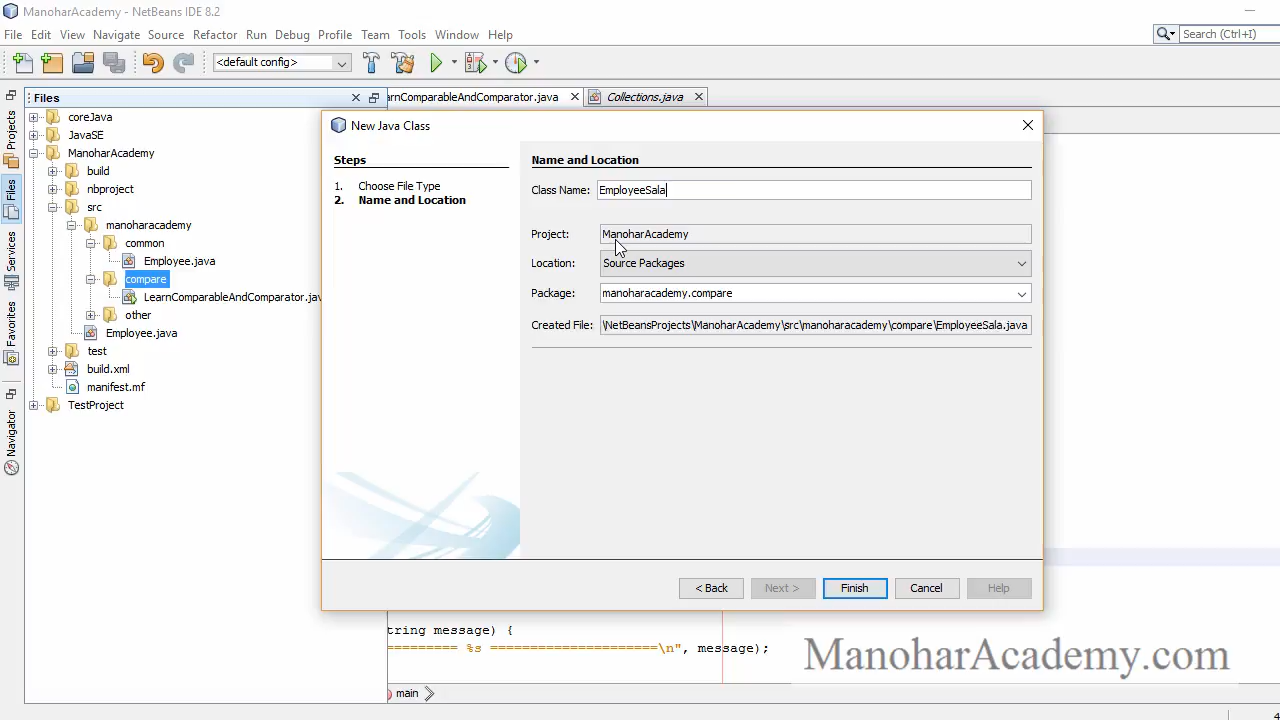 ManoharAcademy - NetBeans IDE 8.2
File Edit View Navigate Source Refactor Run Debug Profile Team Tools Window Help
Search (Ctrl+I)
<default config>
Files
arnComparableAndComparator.java
Collections.java
Projects
Files
Services
Favorites
Navigator
coreJava
JavaSE
ManoharAcademy
build
nbproject
src
manoharacademy
common
Employee.java
compare
LearnComparableAndComparator.jav
other
Employee.java
test
build.xml
manifest.mf
TestProject
New Java Class
Steps
1. Choose File Type
2. Name and Location
Name and Location
Class Name: EmployeeSala
Project: ManoharAcademy
Location: Source Packages
Package: manoharacademy.compare
Created File: \NetBeansProjects\ManoharAcademy\src\manoharacademy\compare\EmployeeSala.java
< Back Next > Finish Cancel Help
tring message) {
========= %s ======================\n", message);
ManoharAcademy.com
main
4